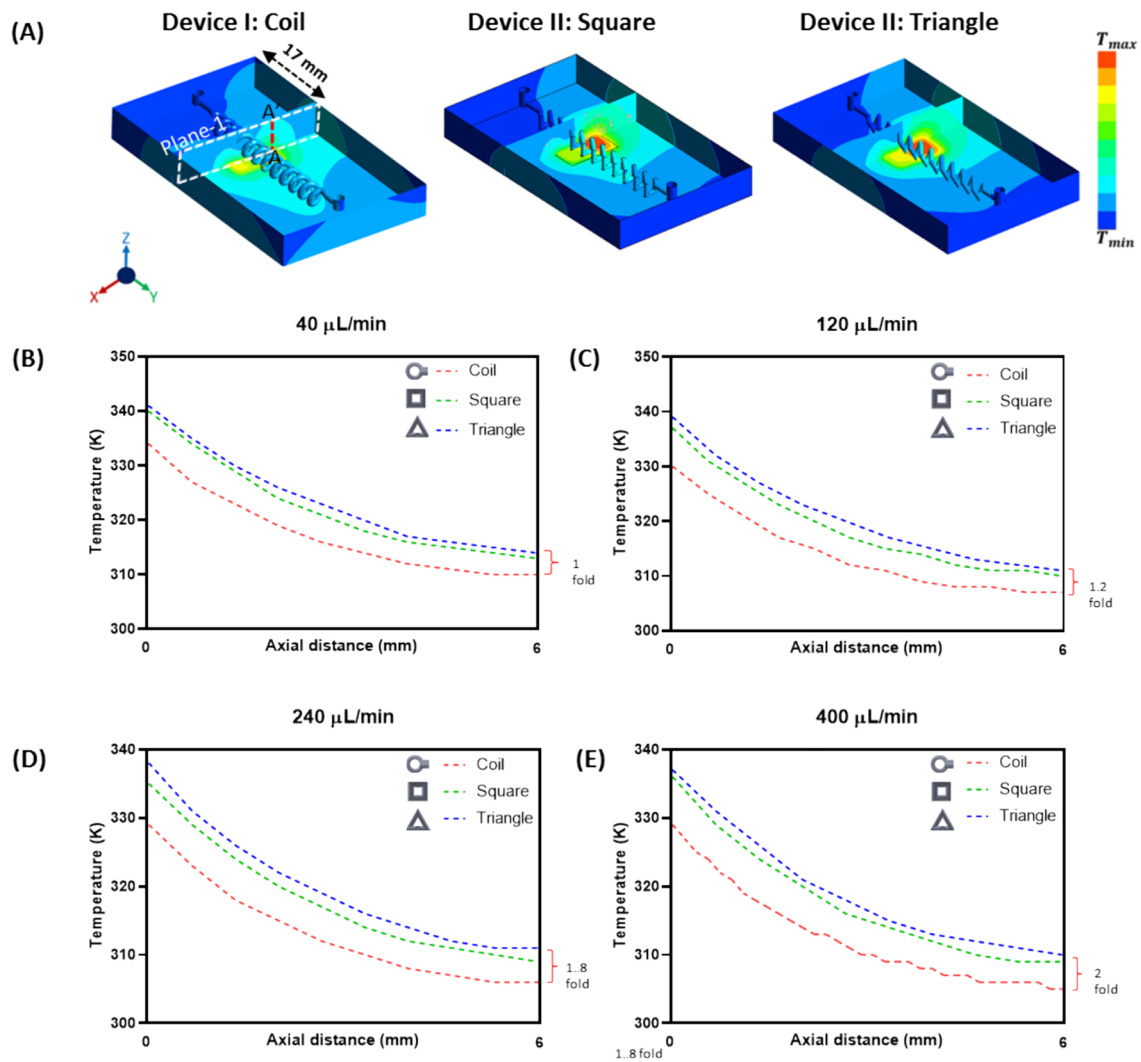 (A)
Device I: Coil
Device II: Square
Device II: Triangle
17 mm
A'
A
Plane-1
T_max
T_min
Z
X
Y
40 μL/min
(B)
350
340
330
320
310
300
Temperature (K)
Coil
Square
Triangle
1
fold
0
Axial distance (mm)
6
120 μL/min
(C)
350
340
330
320
310
300
Temperature (K)
Coil
Square
Triangle
1.2
fold
0
Axial distance (mm)
6
240 μL/min
(D)
340
330
320
310
300
Temperature (K)
Coil
Square
Triangle
1..8
fold
0
Axial distance (mm)
6
400 μL/min
(E)
340
330
320
310
300
Temperature (K)
Coil
Square
Triangle
2
fold
0
Axial distance (mm)
6
1..8 fold